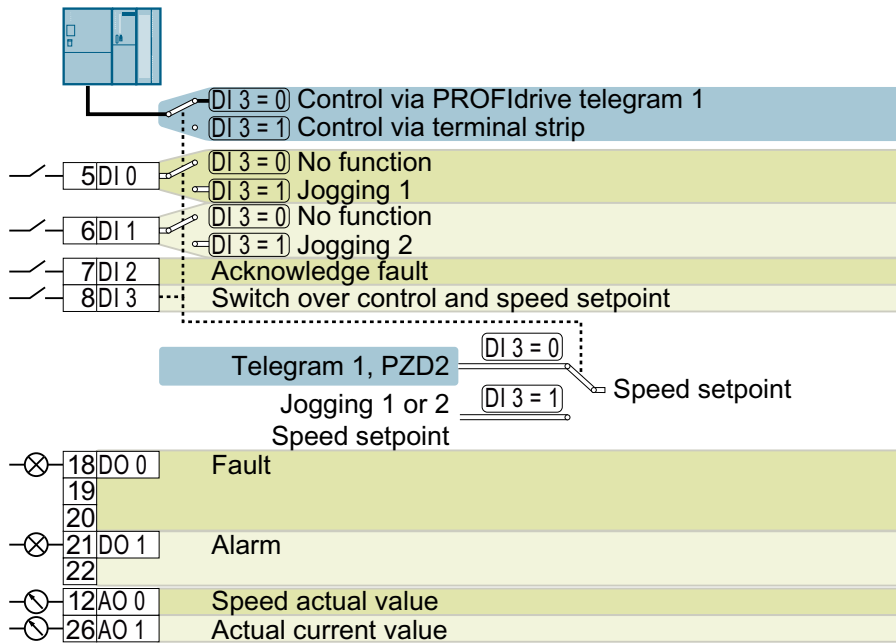 DI 3 = 0 Control via PROFIdrive telegram 1
DI 3 = 1 Control via terminal strip
5 DI 0 DI 3 = 0 No function
DI 3 = 1 Jogging 1
6 DI 1 DI 3 = 0 No function
DI 3 = 1 Jogging 2
7 DI 2 Acknowledge fault
8 DI 3 Switch over control and speed setpoint
Telegram 1, PZD2 DI 3 = 0
Speed setpoint
Jogging 1 or 2 DI 3 = 1
Speed setpoint
18 DO 0 Fault
19
20
21 DO 1 Alarm
22
12 AO 0 Speed actual value
26 AO 1 Actual current value